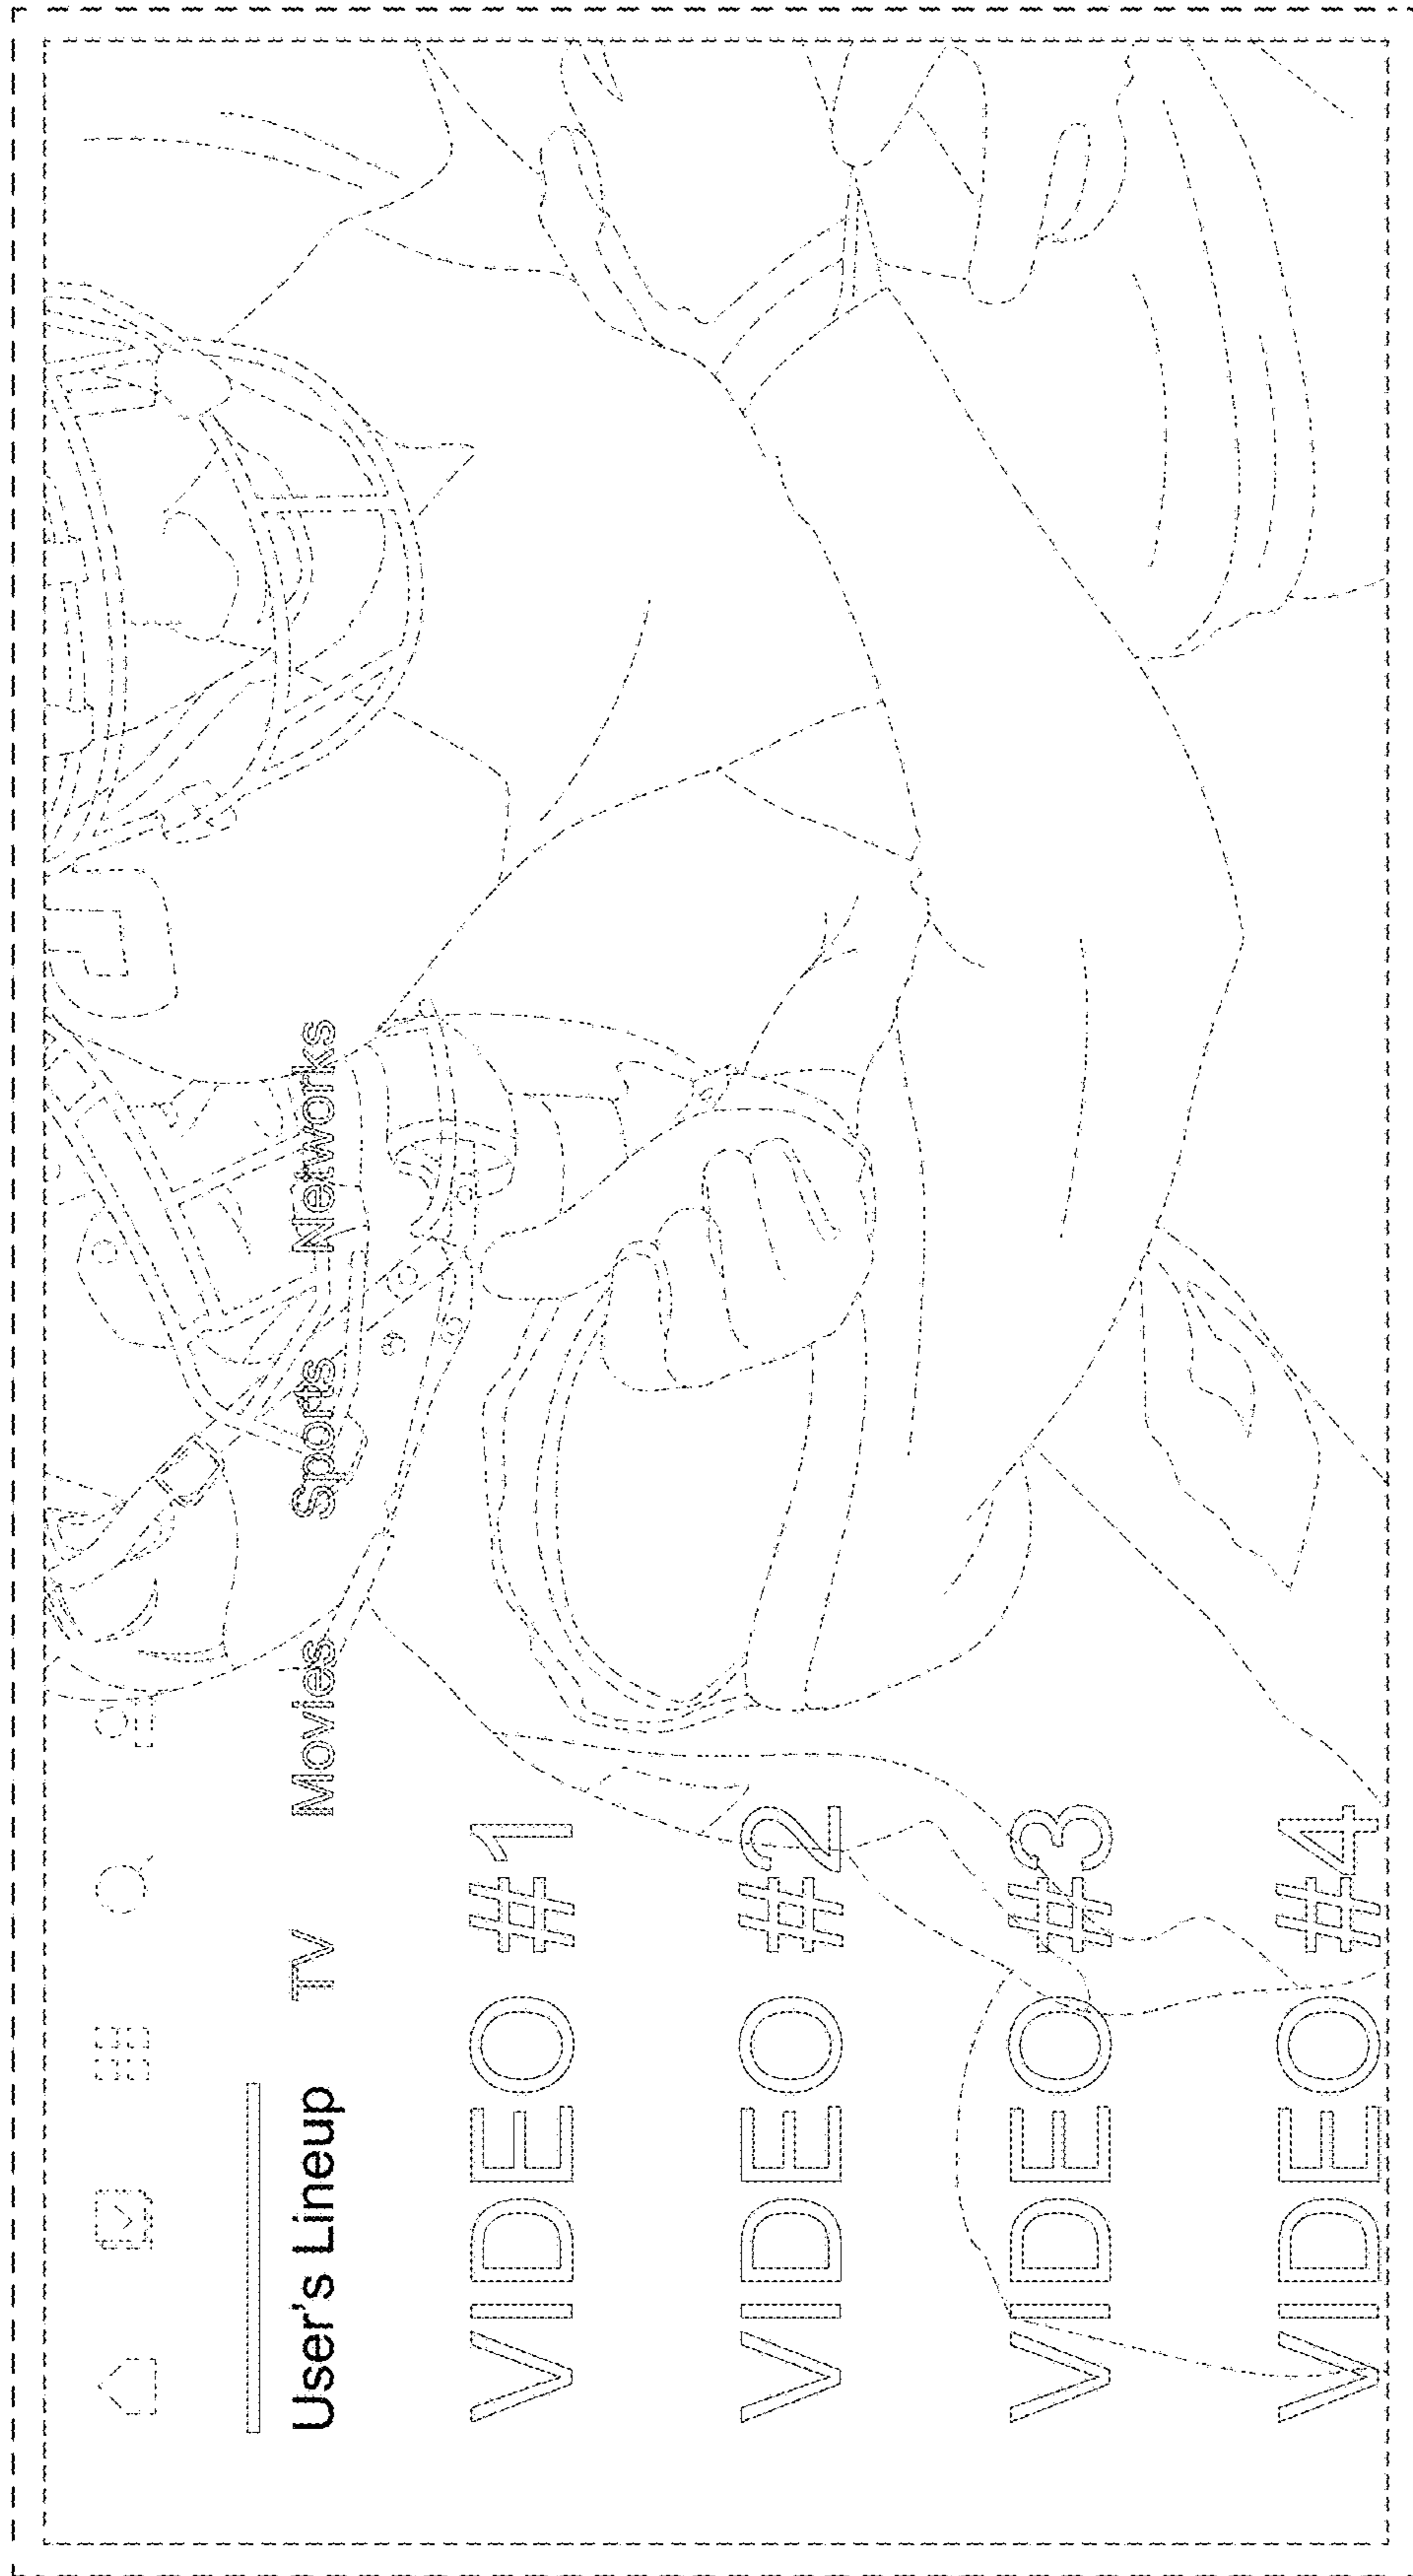 User's Lineup TV Movies Sports Networks
VIDEO #1
VIDEO #2
VIDEO #3
VIDEO #4